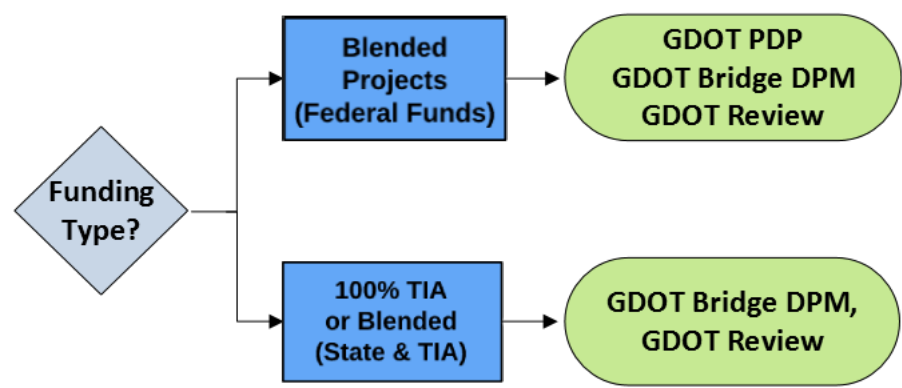 Funding
Type?
Blended
Projects
(Federal Funds)
GDOT PDP
GDOT Bridge DPM
GDOT Review
100% TIA
or Blended
(State & TIA)
GDOT Bridge DPM,
GDOT Review